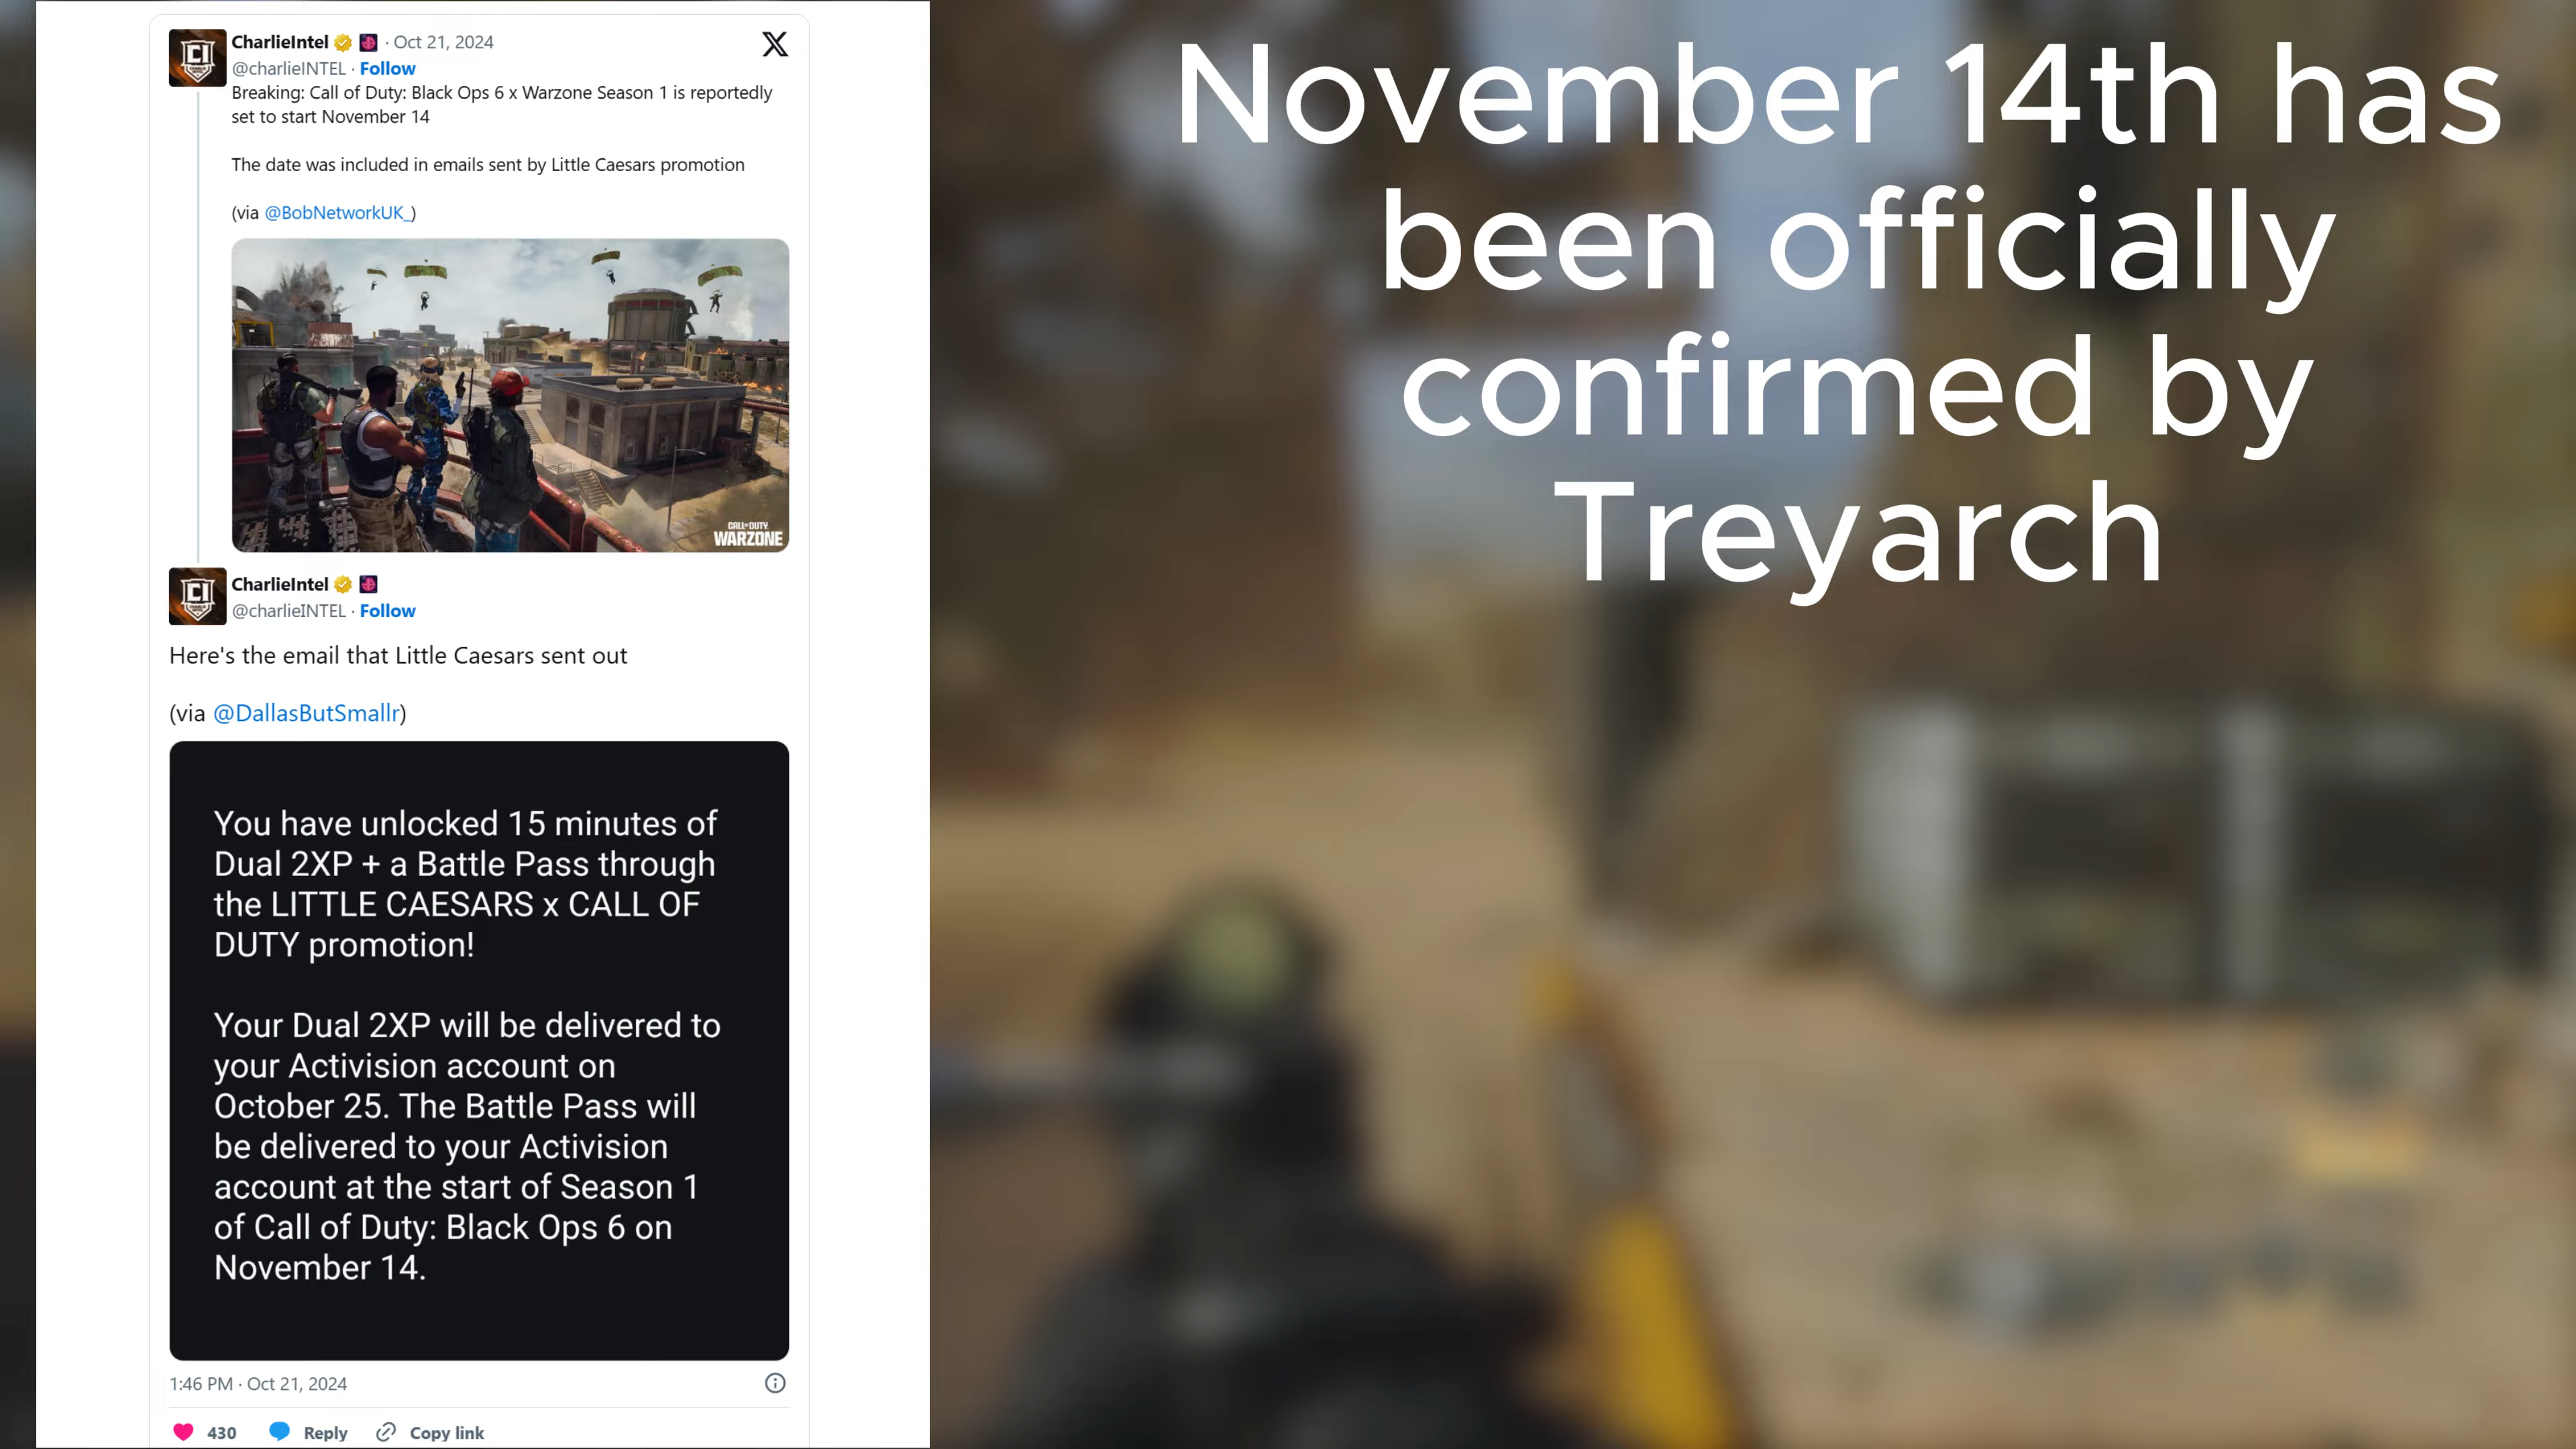 CharlieIntel · Oct 21, 2024
@charlieINTEL · Follow
Breaking: Call of Duty: Black Ops 6 x Warzone Season 1 is reportedly
set to start November 14
The date was included in emails sent by Little Caesars promotion
(via @BobNetworkUK_)
CALL OF DUTY
WARZONE
CharlieIntel
@charlieINTEL · Follow
Here's the email that Little Caesars sent out
(via @DallasButSmallr)
You have unlocked 15 minutes of
Dual 2XP + a Battle Pass through
the LITTLE CAESARS x CALL OF
DUTY promotion!
Your Dual 2XP will be delivered to
your Activision account on
October 25. The Battle Pass will
be delivered to your Activision
account at the start of Season 1
of Call of Duty: Black Ops 6 on
November 14.
1:46 PM · Oct 21, 2024
430 Reply Copy link
November 14th has
been officially
confirmed by
Treyarch